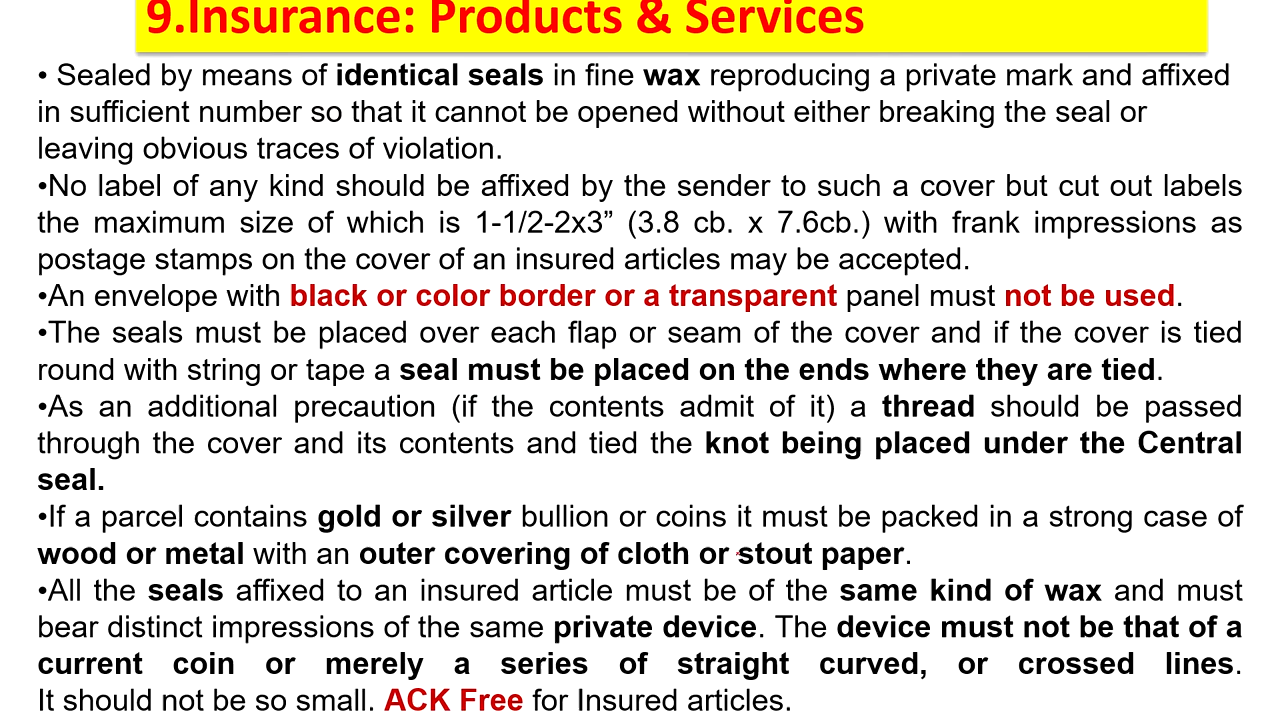 9.Insurance: Products & Services
• Sealed by means of identical seals in fine wax reproducing a private mark and affixed
in sufficient number so that it cannot be opened without either breaking the seal or
leaving obvious traces of violation.
•No label of any kind should be affixed by the sender to such a cover but cut out labels
the maximum size of which is 1-1/2-2x3” (3.8 cb. x 7.6cb.) with frank impressions as
postage stamps on the cover of an insured articles may be accepted.
•An envelope with black or color border or a transparent panel must not be used.
•The seals must be placed over each flap or seam of the cover and if the cover is tied
round with string or tape a seal must be placed on the ends where they are tied.
•As an additional precaution (if the contents admit of it) a thread should be passed
through the cover and its contents and tied the knot being placed under the Central
seal.
•If a parcel contains gold or silver bullion or coins it must be packed in a strong case of
wood or metal with an outer covering of cloth or stout paper.
•All the seals affixed to an insured article must be of the same kind of wax and must
bear distinct impressions of the same private device. The device must not be that of a
current coin or merely a series of straight curved, or crossed lines.
It should not be so small. ACK Free for Insured articles.